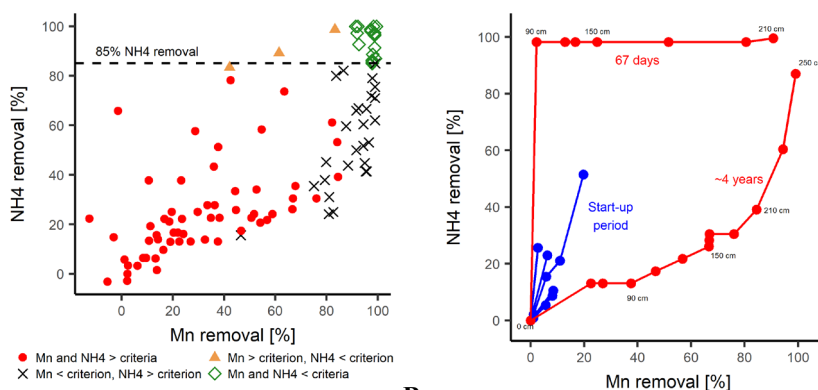 100
80
60
40
20
0
NH4 removal [%]
85% NH4 removal
0 20 40 60 80 100
Mn removal [%]
Mn and NH4 > criteria
Mn > criterion, NH4 < criterion
Mn < criterion, NH4 > criterion
Mn and NH4 < criteria
100
80
60
40
20
0
NH4 removal [%]
90 cm
150 cm
210 cm
67 days
250 cm
~4 years
Start-up
period
210 cm
150 cm
90 cm
0 cm
0 20 40 60 80 100
Mn removal [%]